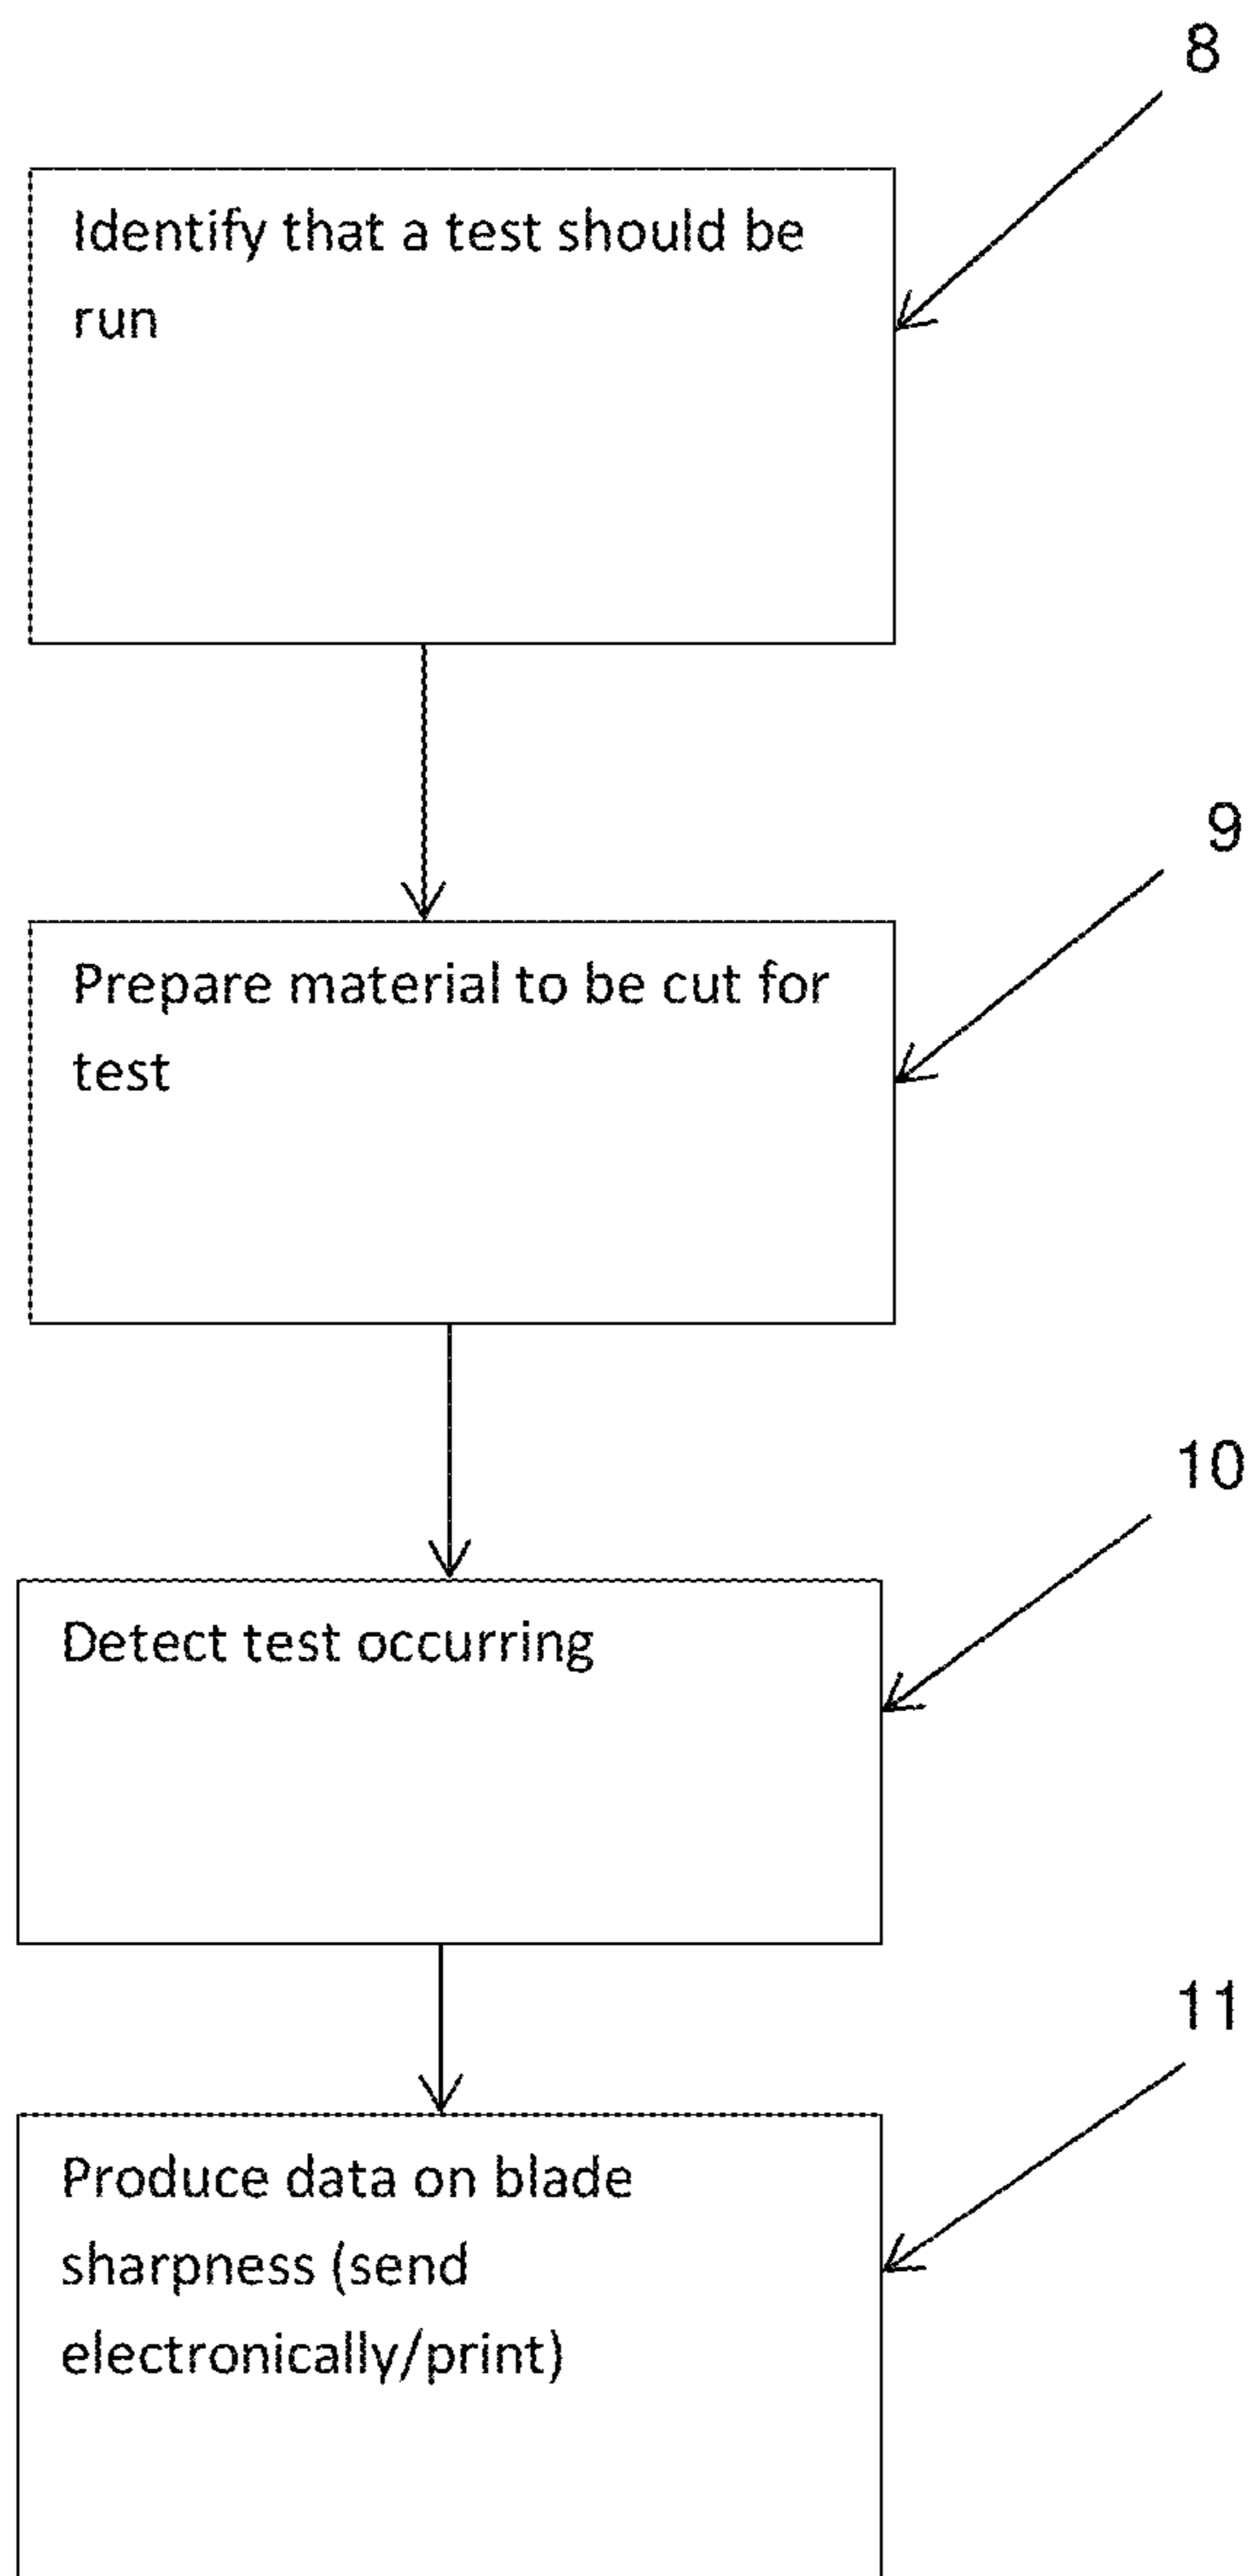 8
Identify that a test should be
run
9
Prepare material to be cut for
test
10
Detect test occurring
11
Produce data on blade
sharpness (send
electronically/print)